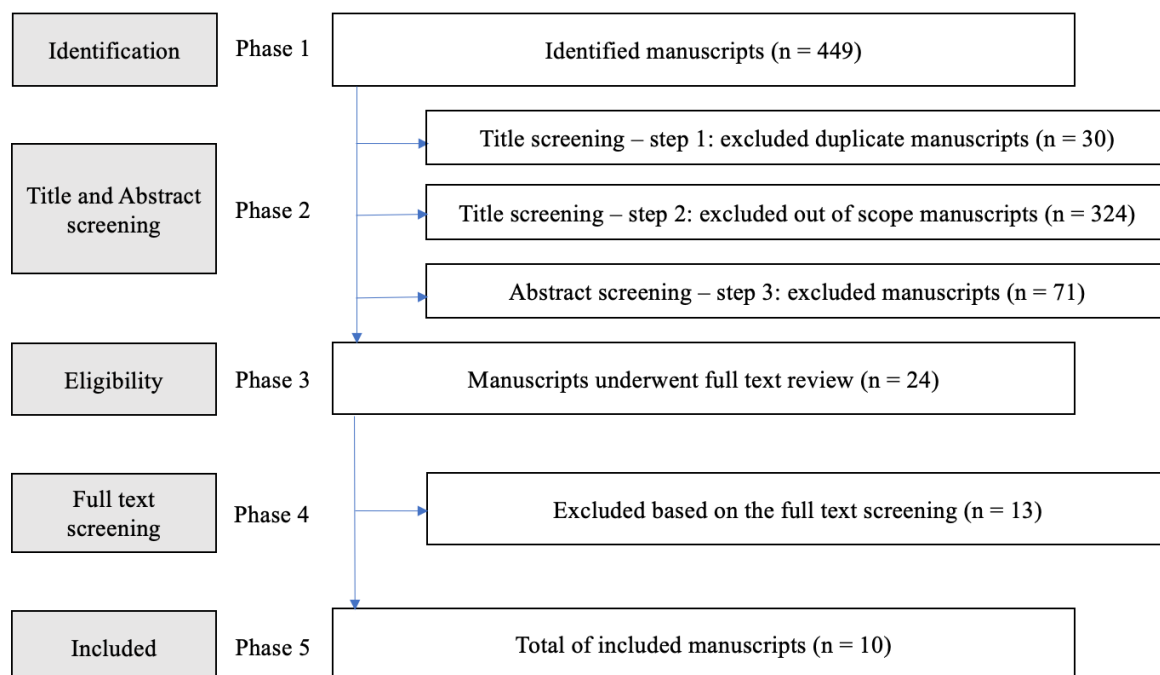 Identification
Phase 1
Identified manuscripts (n = 449)
Title screening – step 1: excluded duplicate manuscripts (n = 30)
Title and Abstract
screening
Phase 2
Title screening – step 2: excluded out of scope manuscripts (n = 324)
Abstract screening – step 3: excluded manuscripts (n = 71)
Eligibility
Phase 3
Manuscripts underwent full text review (n = 24)
Full text
screening
Phase 4
Excluded based on the full text screening (n = 13)
Included
Phase 5
Total of included manuscripts (n = 10)